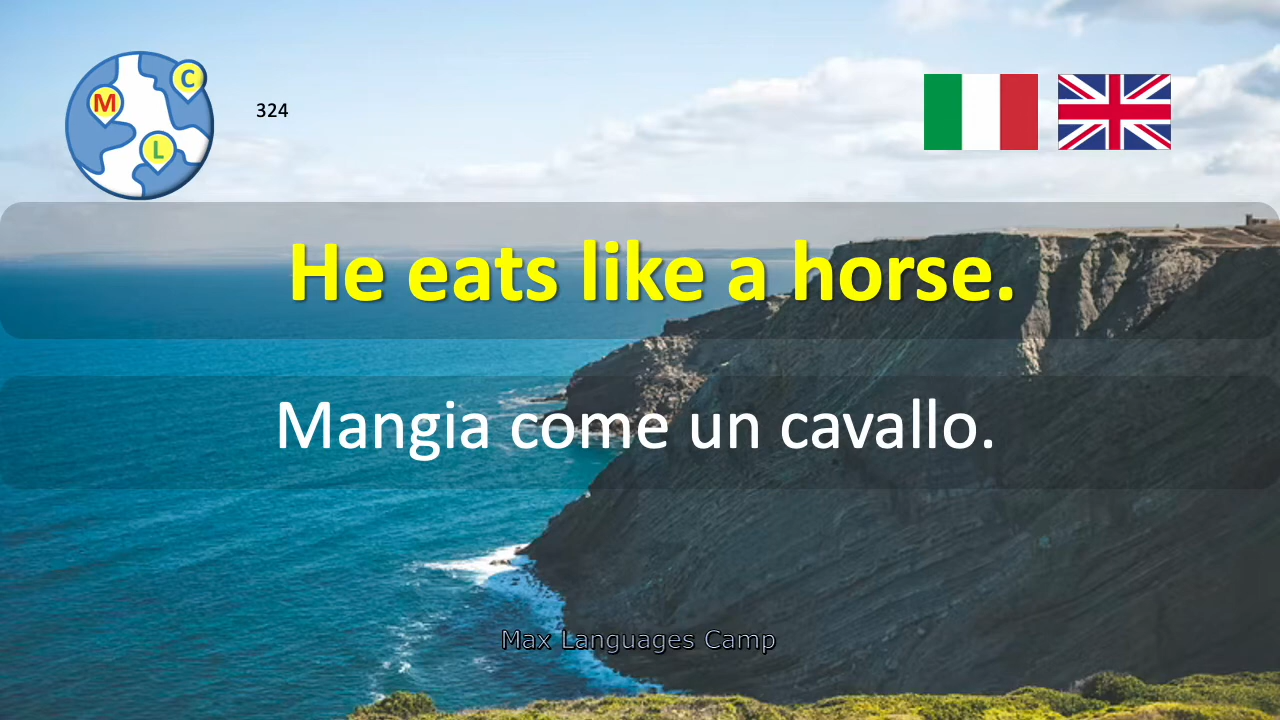 M
C
L
324
He eats like a horse.
Mangia come un cavallo.
Max Languages Camp